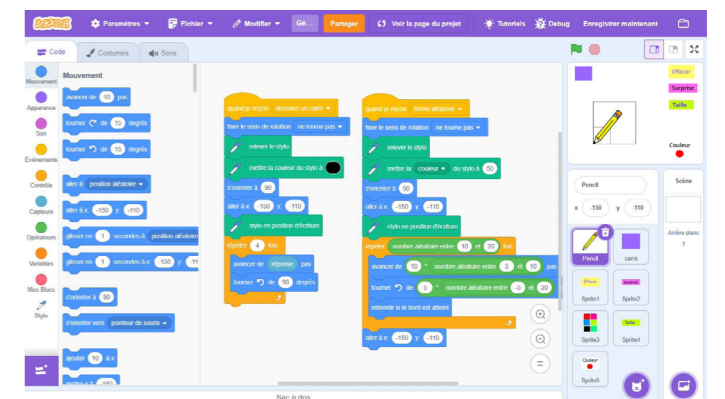 SCRATCH Paramètres Fichier Modifier Gé... Partager Voir la page du projet Tutoriels Debug Enregistrer maintenant
Code Costumes Sons
Mouvement
Apparence
Son
Événements
Contrôle
Capteurs
Opérateurs
Variables
Mes Blocs
Stylo
Mouvement
avancer de 10 pas
tourner 15 degrés
tourner 15 degrés
aller à position aléatoire
aller à x: -150 y: -110
glisser en 1 secondes à position aléatoire
glisser en 1 secondes à x: -150 y: -11
s'orienter à 90
s'orienter vers pointeur de souris
ajouter 10 à x
quand je reçois dessiner un carré
fixer le sens de rotation ne tourne pas
relever le stylo
mettre la couleur du stylo à
s'orienter à 90
aller à x: -150 y: -110
stylo en position d'écriture
répéter 4 fois
avancer de réponse pas
tourner de 90 degrés
quand je reçois forme aléatoire
fixer le sens de rotation ne tourne pas
relever le stylo
mettre la couleur du stylo à 50
s'orienter à 90
aller à x: -150 y: -110
stylo en position d'écriture
répéter nombre aléatoire entre 10 et 20 fois
avancer de 10 * nombre aléatoire entre -5 et 10 pas
tourner de 5 * nombre aléatoire entre -5 et 20
rebondir si le bord est atteint
aller à x: -150 y: -110
Sac à dos
Effacer
Surprise
Taille
Couleur
Pencil
x -150 y -110
Scène
Arrière-plans
1
Pencil
carré
Effacer
Sprite1
Surprise
Sprite2
Sprite3
Taille
Sprite4
Couleur
Sprite5